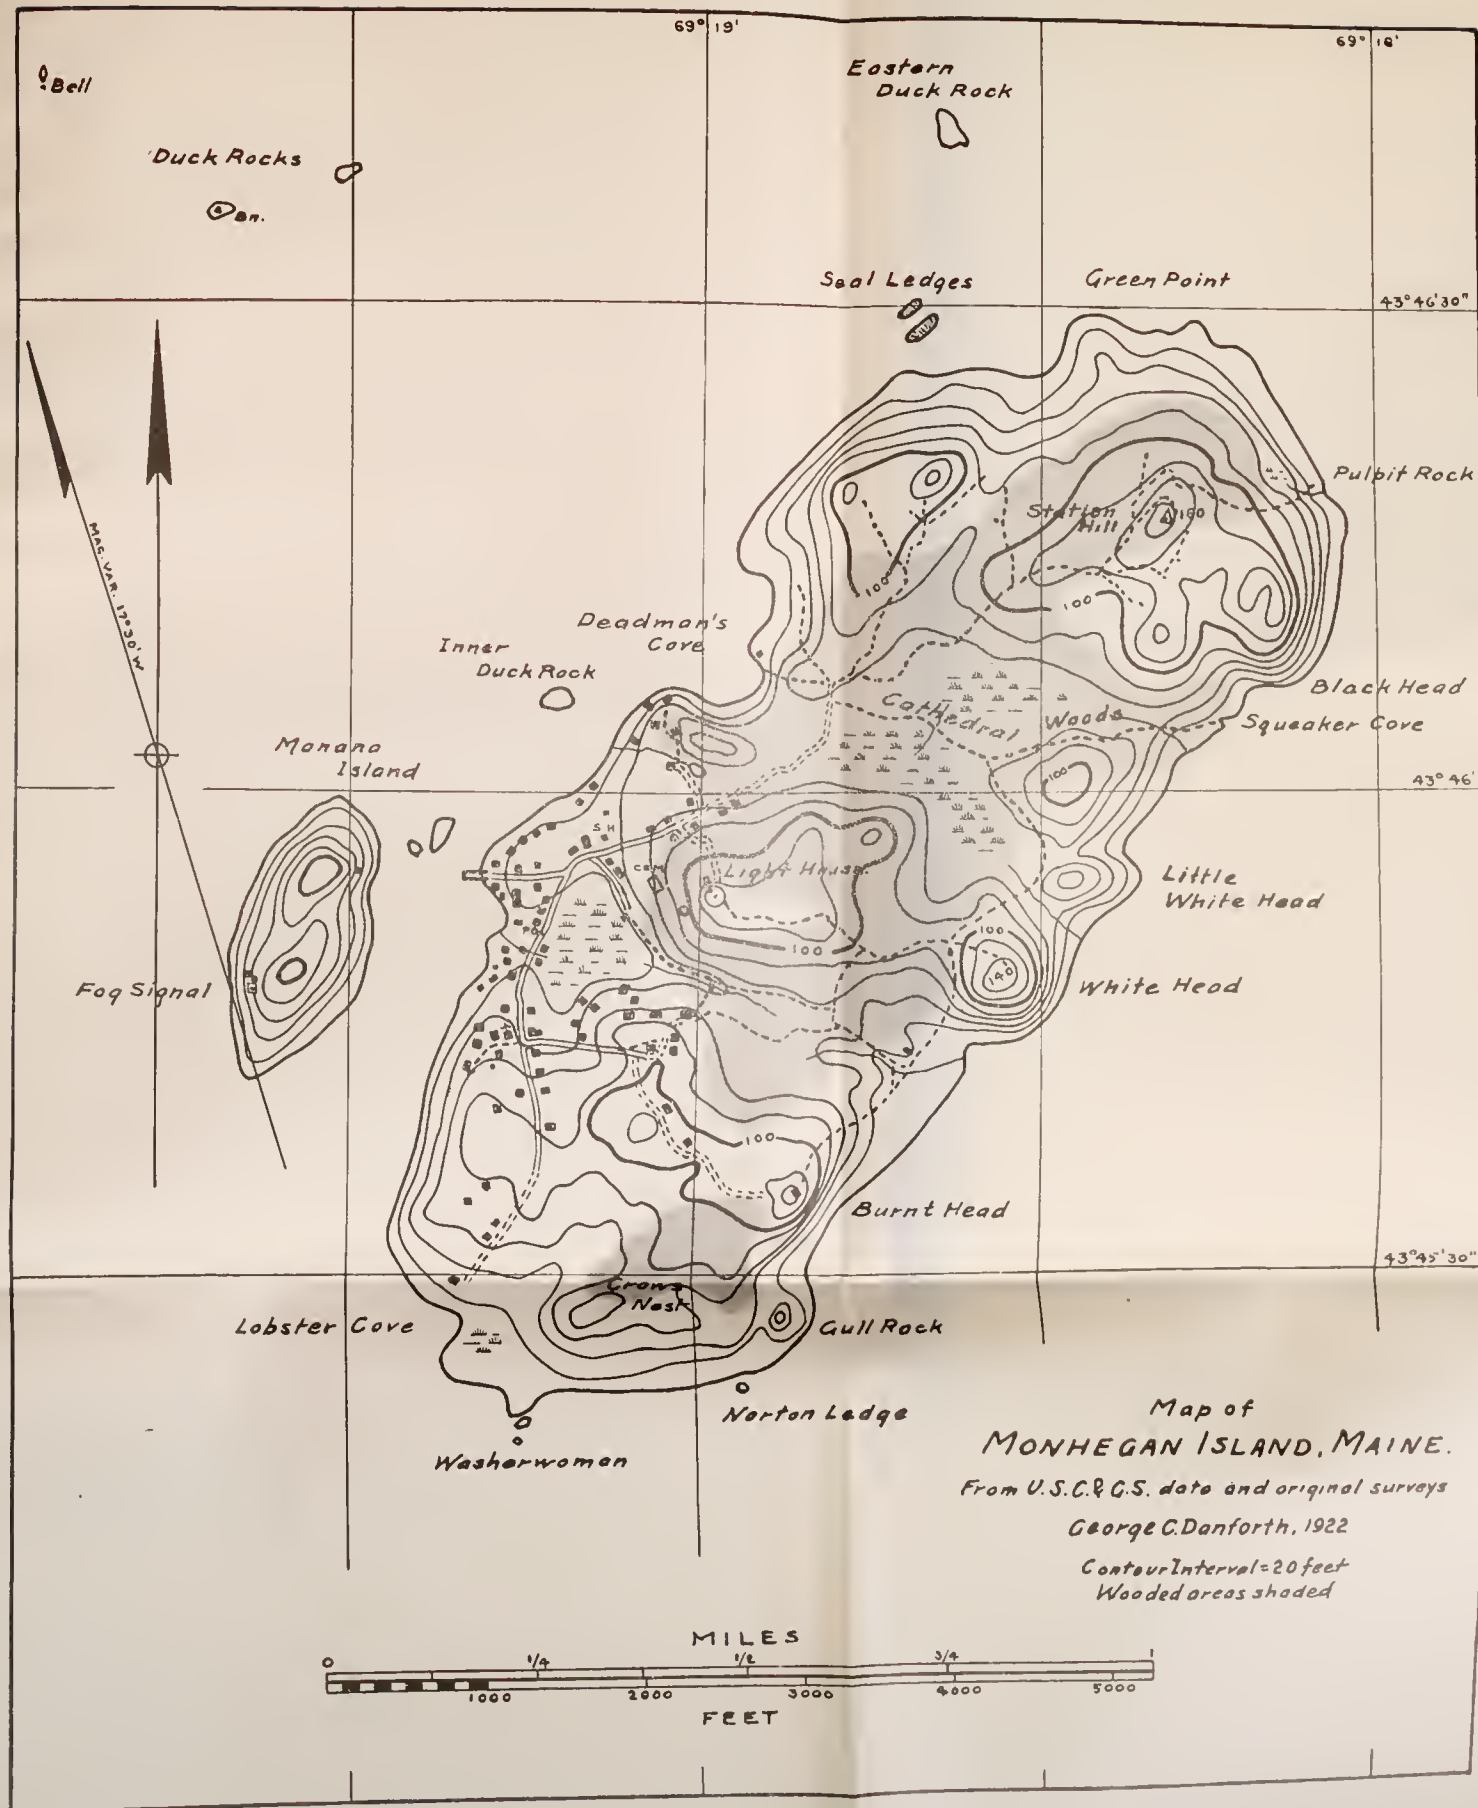 69° 19'
69° 18'
Bell
Eastern
Duck Rock
Duck Rocks
Bn.
Seal Ledges
Green Point
43° 46' 30"
Pulpit Rock
Station
Hill
160
MAG. VAR. 17°30' W
100
100
Deadman's
Cove
Inner
Duck Rock
Black Head
Cathedral Woods
Squeaker Cove
Manana
Island
100
43° 46'
S H
CEM
Light House.
Little
White Head
P O
100
100
140
Fog Signal
White Head
100
Burnt Head
43° 45' 30"
Crows
Nest
Lobster Cove
Gull Rock
Norton Ledge
Washerwoman
Map of
MONHEGAN ISLAND, MAINE.
From U.S.C.& G.S. data and original surveys
George C. Danforth, 1922
Contour Interval = 20 feet
Wooded areas shaded
MILES
0 1/4 1/2 3/4 1
1000 2000 3000 4000 5000
FEET